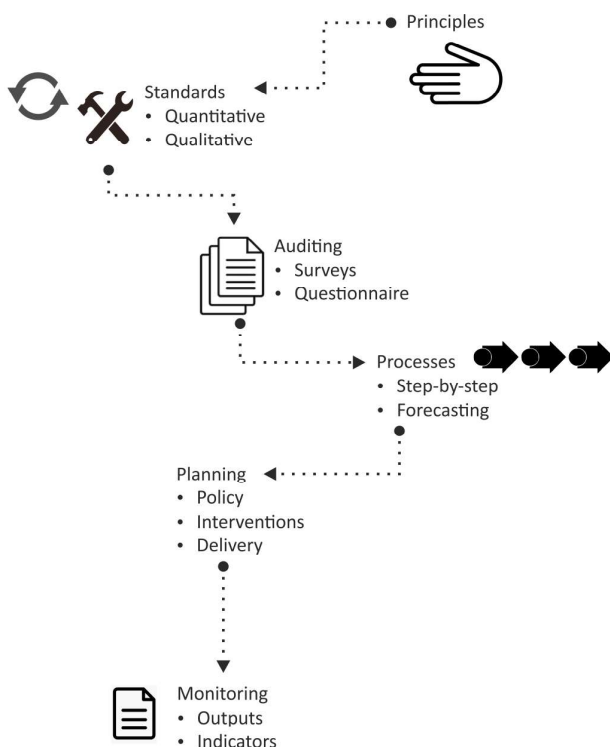 Principles
Standards
• Quantitative
• Qualitative
Auditing
• Surveys
• Questionnaire
Processes
• Step-by-step
• Forecasting
Planning
• Policy
• Interventions
• Delivery
Monitoring
• Outputs
• Indicators